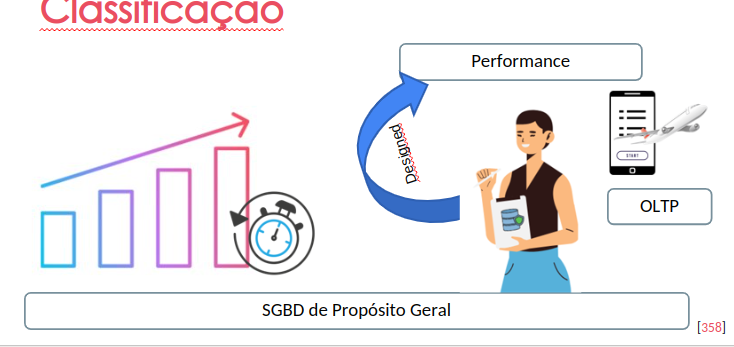 Classificação
Performance
Designed
START
OLTP
SGBD de Propósito Geral
[358]